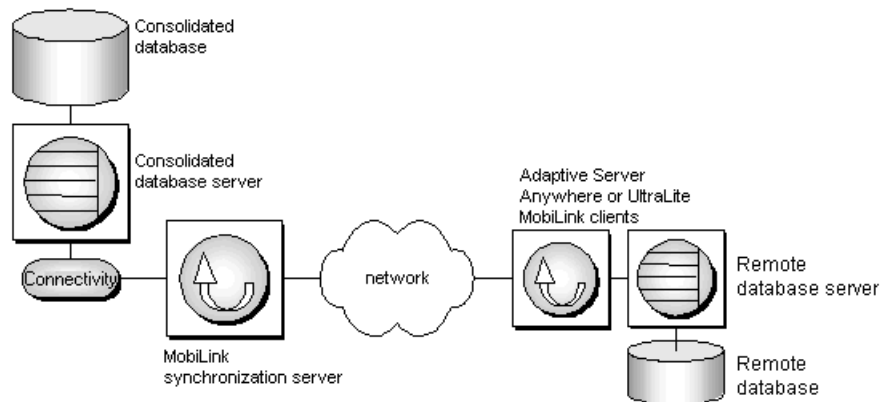 Consolidated
database
Consolidated
database server
Connectivity
MobiLink
synchronization server
network
Adaptive Server
Anywhere or UltraLite
MobiLink clients
Remote
database server
Remote
database